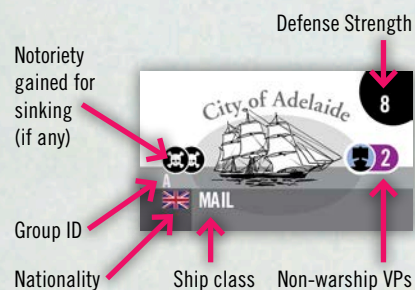 Defense Strength
Notoriety
gained for
sinking
(if any)
City of Adelaide
8
2
A
MAIL
Group ID
Nationality
Ship class
Non-warship VPs